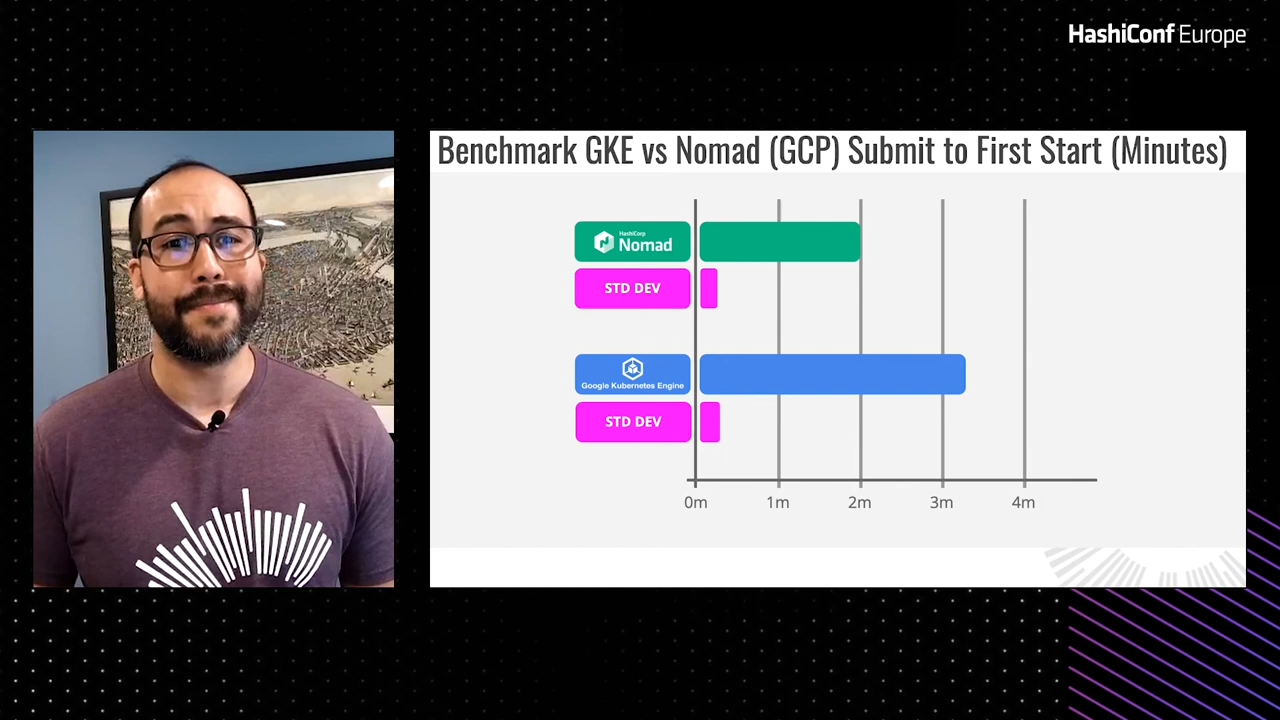 HashiConf Europe
Benchmark GKE vs Nomad (GCP) Submit to First Start (Minutes)
HashiCorp
Nomad
STD DEV
Google Kubernetes Engine
STD DEV
0m 1m 2m 3m 4m